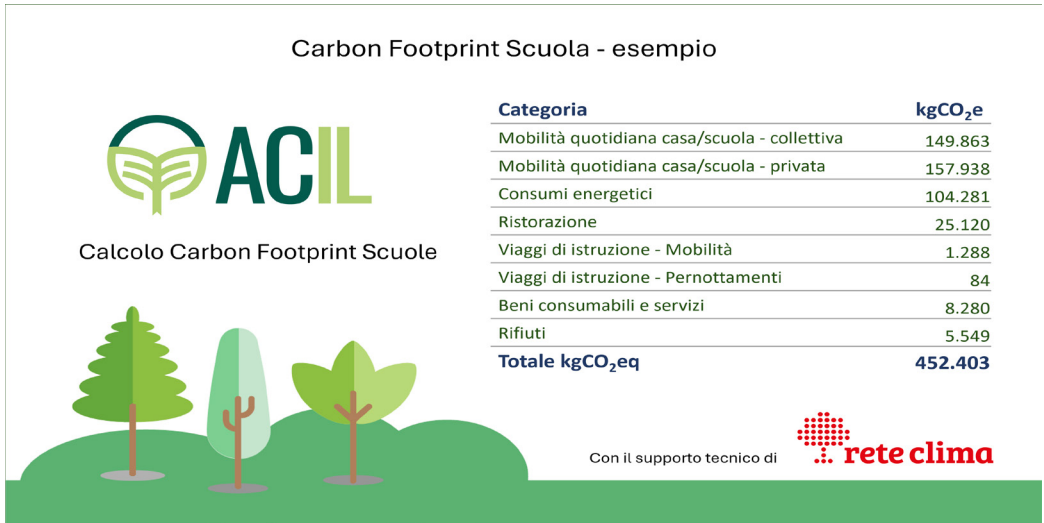 Carbon Footprint Scuola - esempio
ACIL
Calcolo Carbon Footprint Scuole
Categoria kgCO₂e
Mobilità quotidiana casa/scuola - collettiva 149.863
Mobilità quotidiana casa/scuola - privata 157.938
Consumi energetici 104.281
Ristorazione 25.120
Viaggi di istruzione - Mobilità 1.288
Viaggi di istruzione - Pernottamenti 84
Beni consumabili e servizi 8.280
Rifiuti 5.549
Totale kgCO₂eq 452.403
Con il supporto tecnico di
rete clima